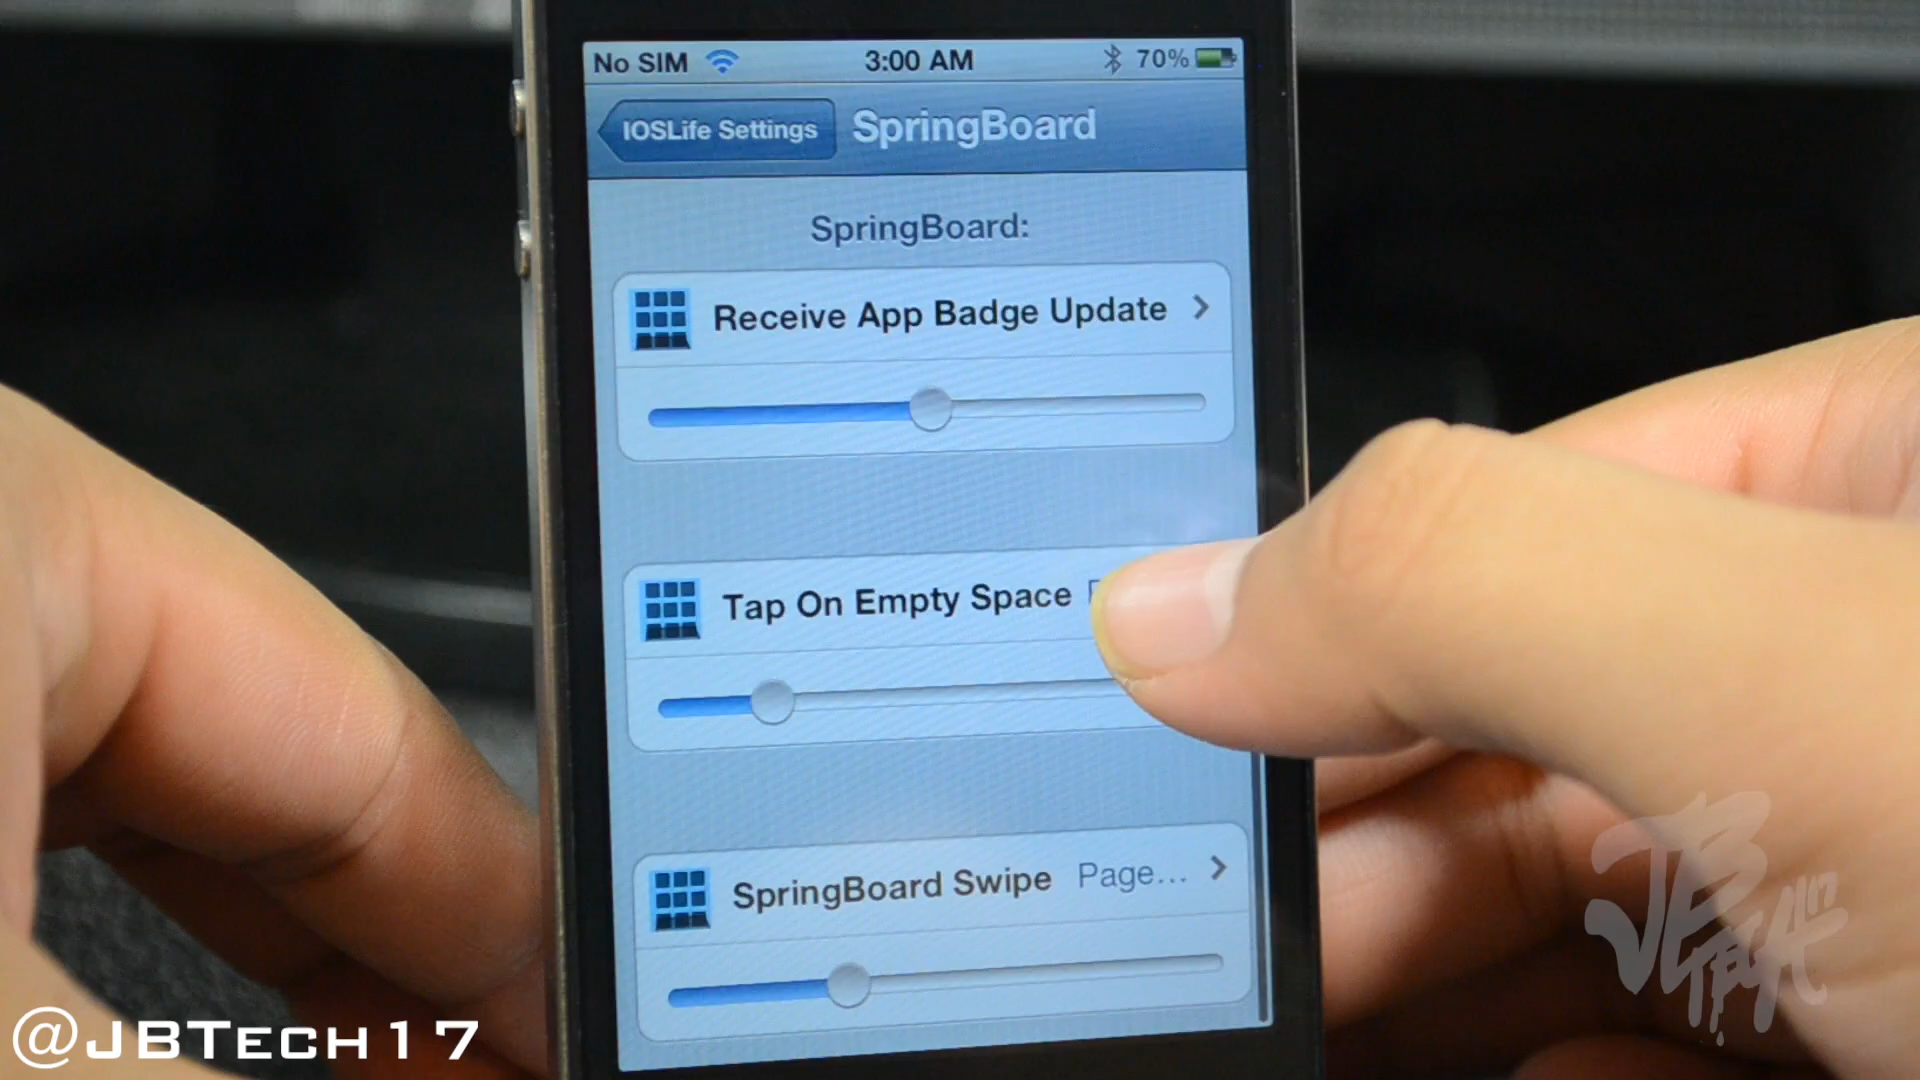 No SIM 3:00 AM 70%
IOSLife Settings SpringBoard
SpringBoard:
Receive App Badge Update
Tap On Empty Space
SpringBoard Swipe Page...
JBTECH17
@JBTECH17